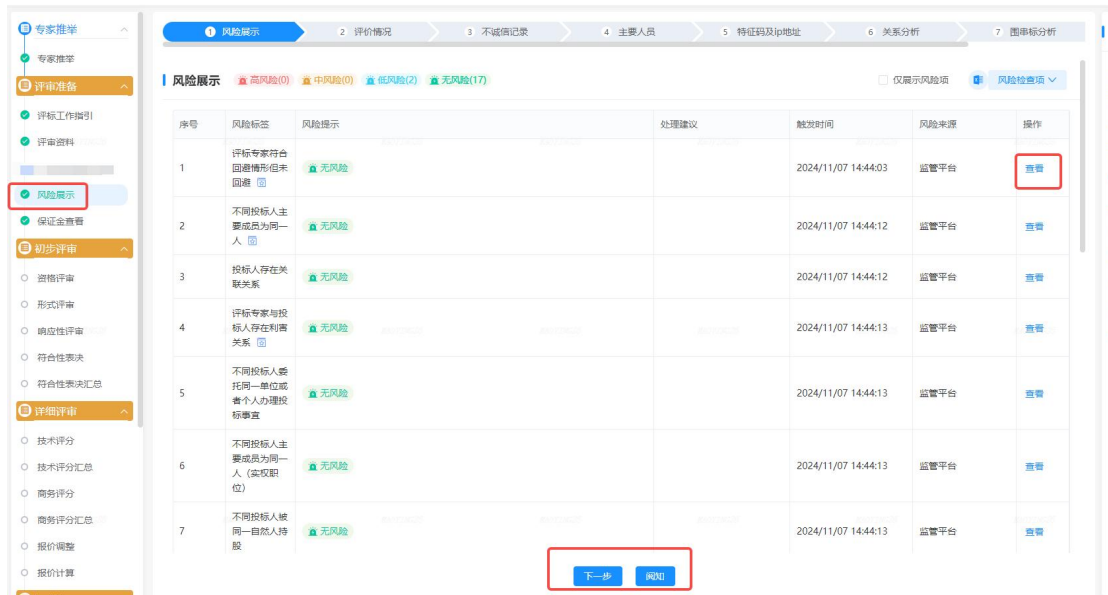 专家推举
专家推举
评审准备
评标工作指引
评审资料
风险展示
保证金查看
初步评审
资格评审
形式评审
响应性评审
符合性表决
符合性表决汇总
详细评审
技术评分
技术评分汇总
商务评分
商务评分汇总
报价调整
报价计算
1 风险展示 2 评价情况 3 不诚信记录 4 主要人员 5 特征码及ip地址 6 关系分析 7 围串标分析
风险展示 高风险(0) 中风险(0) 低风险(2) 无风险(17) 仅展示风险项 风险检查项
序号 风险标签 风险提示 处理建议 触发时间 风险来源 操作
评标专家符合
1 回避情形但未 无风险 2024/11/07 14:44:03 监管平台 查看
回避
不同投标人主
2 要成员为同一 无风险 2024/11/07 14:44:12 监管平台 查看
人
投标人存在关
3 无风险 2024/11/07 14:44:12 监管平台 查看
联关系
评标专家与投
4 标人存在利害 无风险 2024/11/07 14:44:13 监管平台 查看
关系
不同投标人委
托同一单位或
5 无风险 2024/11/07 14:44:13 监管平台 查看
者个人办理投
标事宜
不同投标人主
要成员为同一
6 无风险 2024/11/07 14:44:13 监管平台 查看
人（实权职
位）
不同投标人被
7 同一自然人持 无风险 2024/11/07 14:44:13 监管平台 查看
股
下一步 阅知